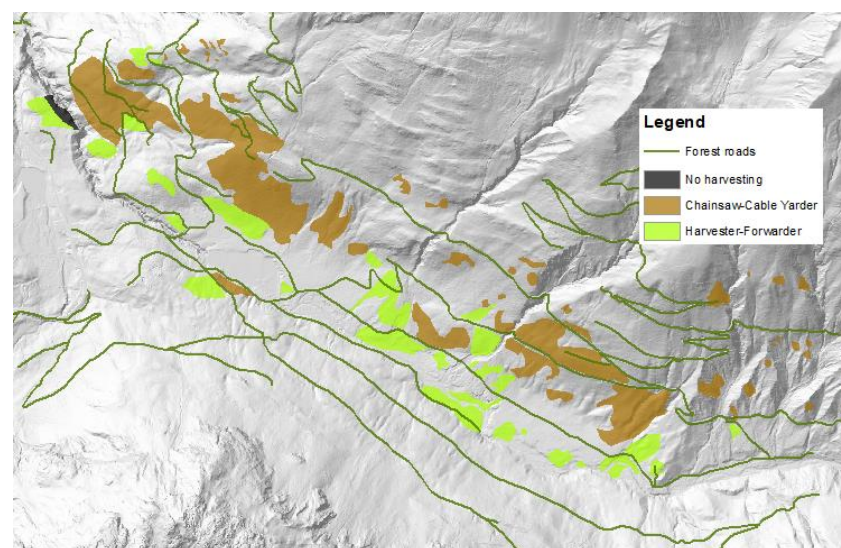 Legend
Forest roads
No harvesting
Chainsaw-Cable Yarder
Harvester-Forwarder